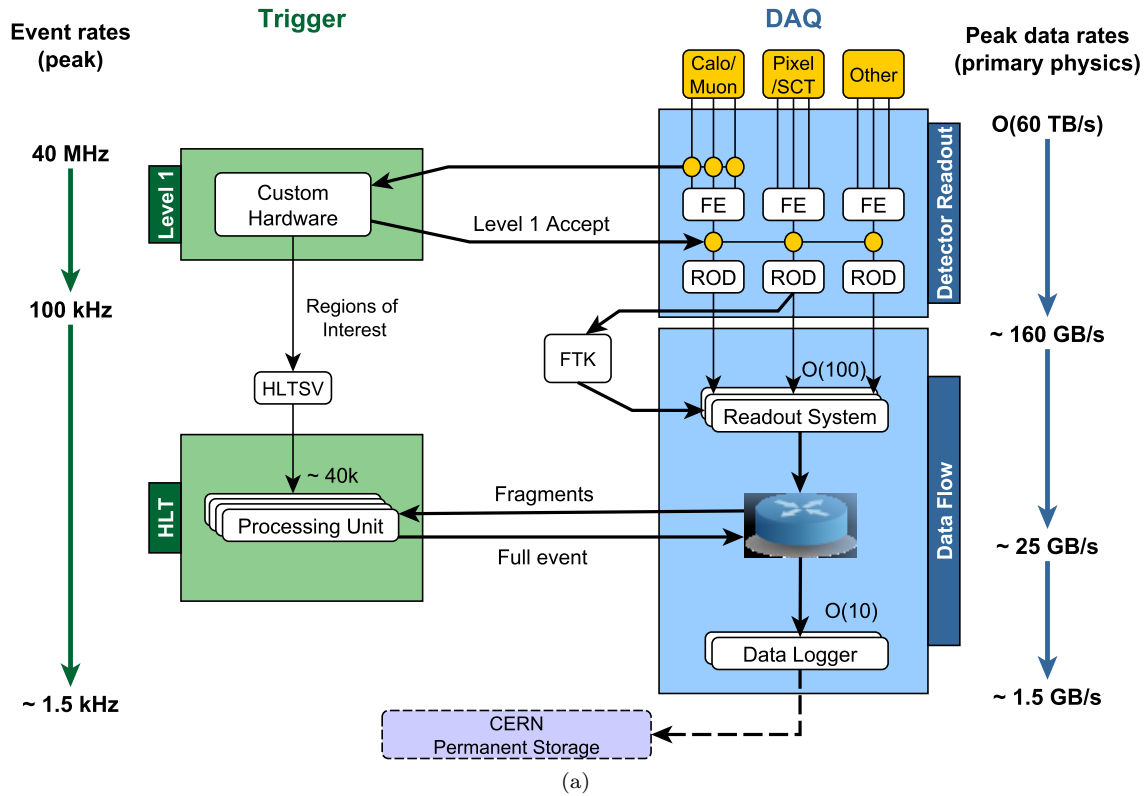 Trigger
DAQ
Event rates
(peak)
Peak data rates
(primary physics)
Calo/
Muon
Pixel
/SCT
Other
40 MHz
O(60 TB/s)
Level 1
Custom
Hardware
Detector Readout
FE
FE
FE
Level 1 Accept
ROD
ROD
ROD
100 kHz
Regions of
Interest
~ 160 GB/s
FTK
O(100)
HLTSV
Readout System
HLT
~ 40k
Processing Unit
Fragments
Full event
Data Flow
~ 25 GB/s
O(10)
Data Logger
~ 1.5 kHz
~ 1.5 GB/s
CERN
Permanent Storage
(a)